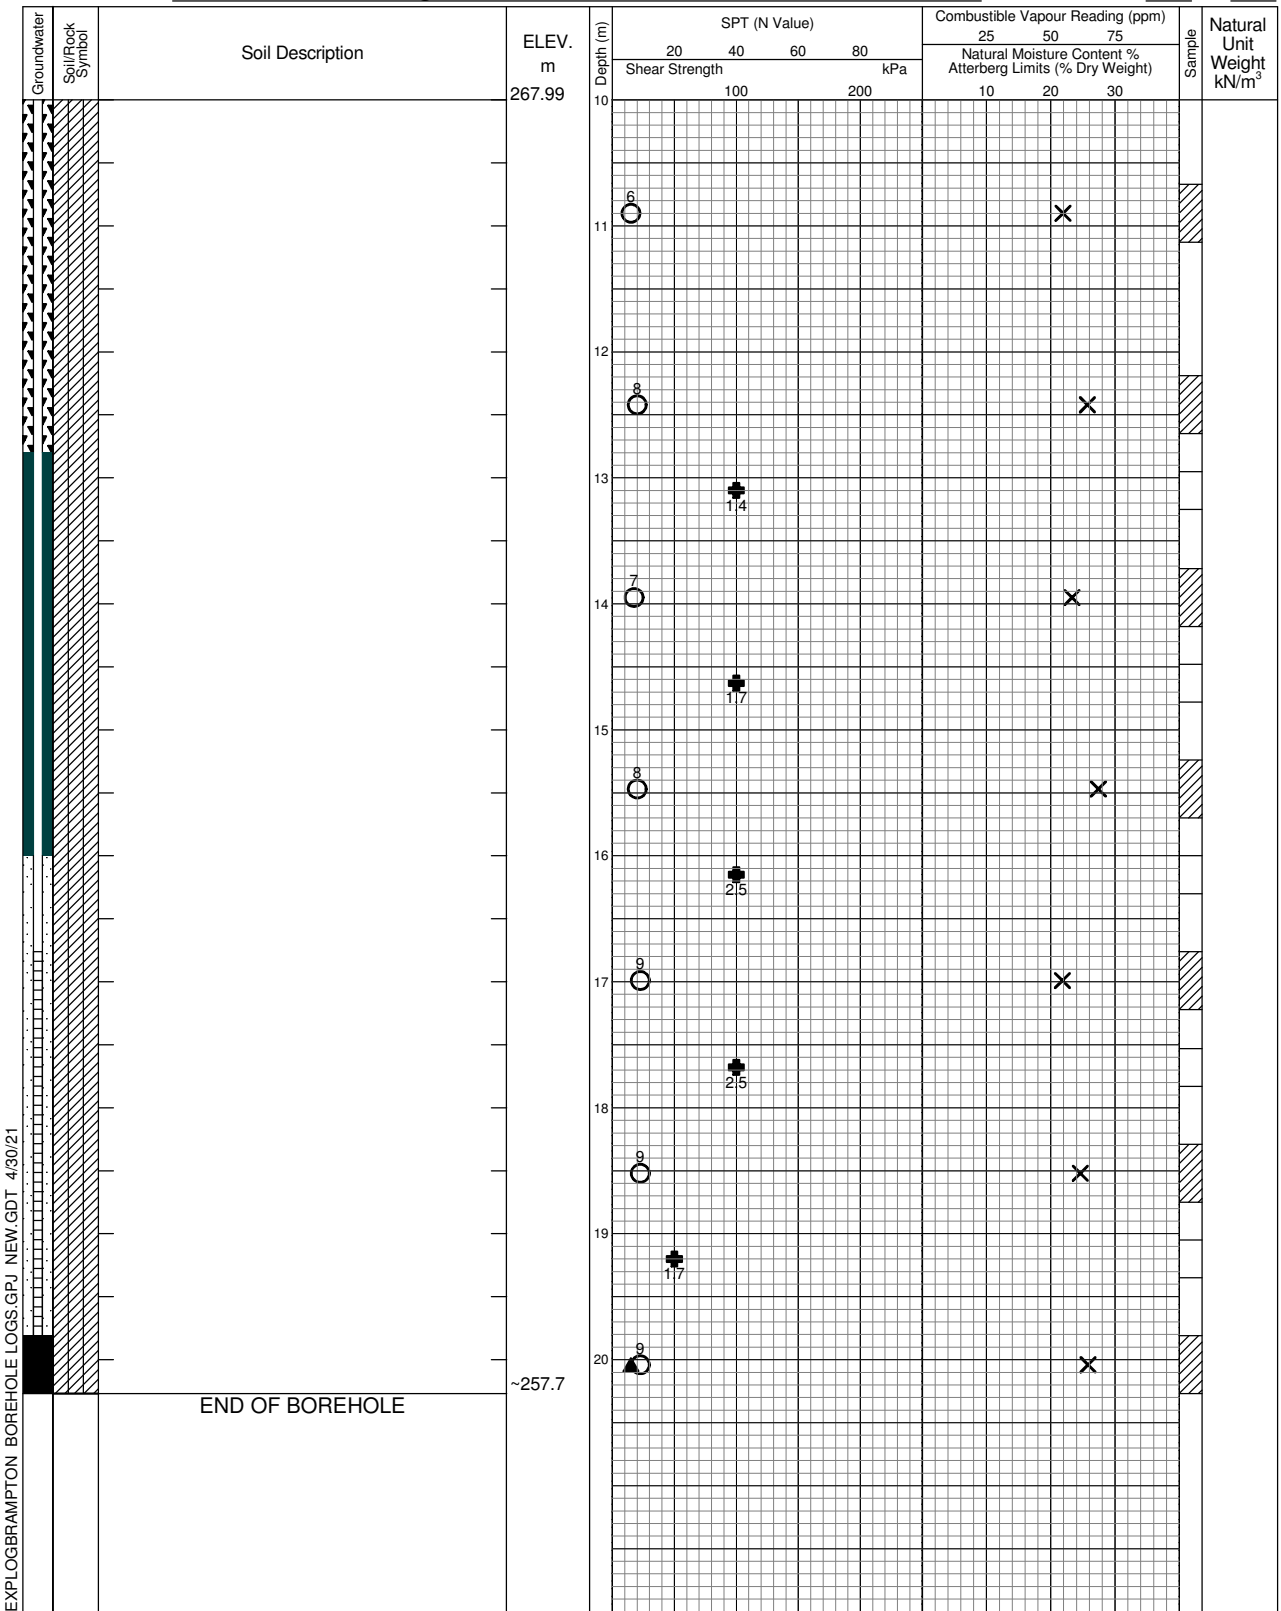 Groundwater
Soil/Rock
Symbol
Soil Description
ELEV.
m
267.99
Depth (m)
SPT (N Value)
20 40 60 80
Shear Strength kPa
100 200
Combustible Vapour Reading (ppm)
25 50 75
Natural Moisture Content %
Atterberg Limits (% Dry Weight)
10 20 30
Sample
Natural
Unit
Weight
kN/m³
10
6
11
12
8
13
1.4
7
14
1.7
15
8
16
2.5
9
17
2.5
18
9
19
1.7
9
20
~257.7
END OF BOREHOLE
EXPLOGBRAMPTON BOREHOLE LOGS.GPJ NEW.GDT 4/30/21